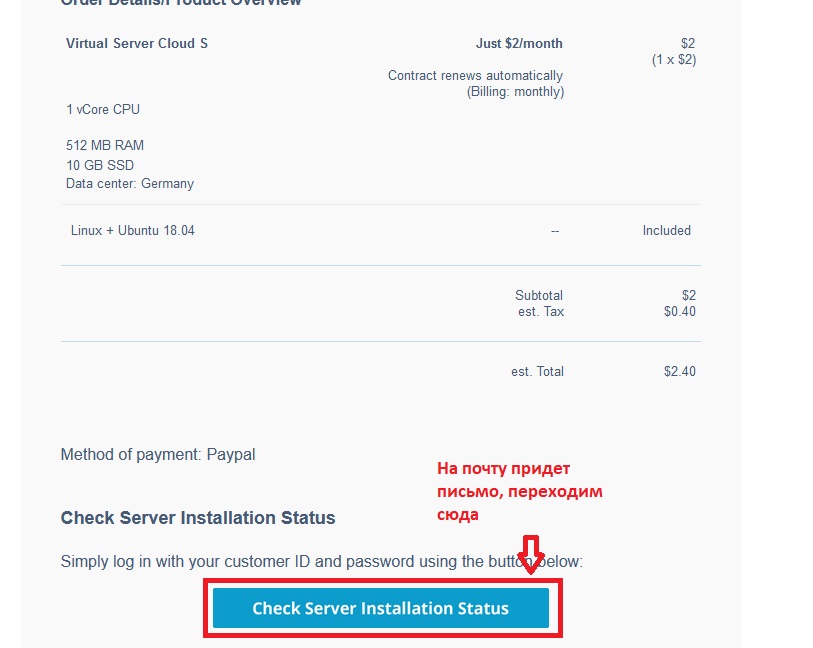 Order Details/Product Overview
Virtual Server Cloud S Just $2/month $2
(1 x $2)
Contract renews automatically
(Billing: monthly)
1 vCore CPU
512 MB RAM
10 GB SSD
Data center: Germany
Linux + Ubuntu 18.04 -- Included
Subtotal $2
est. Tax $0.40
est. Total $2.40
Method of payment: Paypal
На почту придет
письмо, переходим
сюда
Check Server Installation Status
Simply log in with your customer ID and password using the button below:
Check Server Installation Status